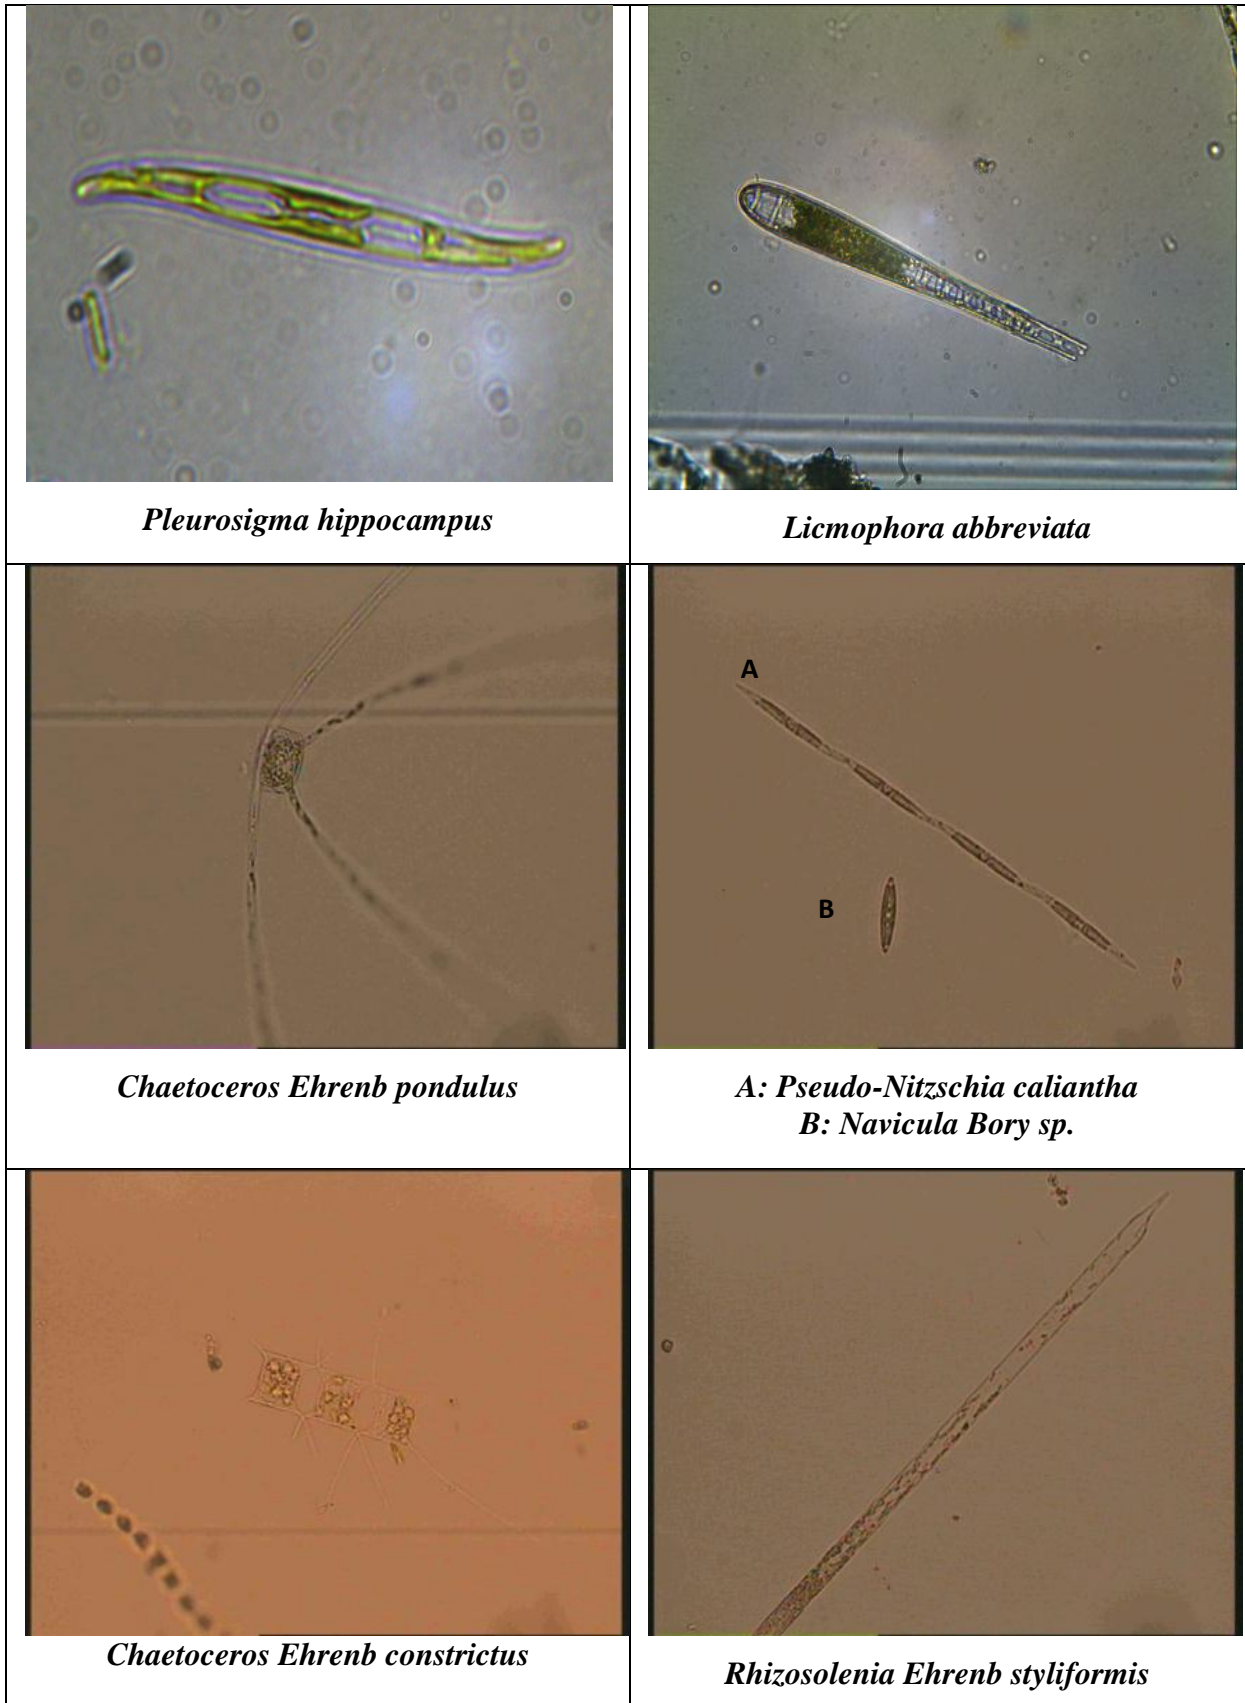 Pleurosigma hippocampus
Licmophora abbreviata
Chaetoceros Ehrenb pondulus
A
B
A: Pseudo-Nitzschia caliantha
B: Navicula Bory sp.
Chaetoceros Ehrenb constrictus
Rhizosolenia Ehrenb styliformis